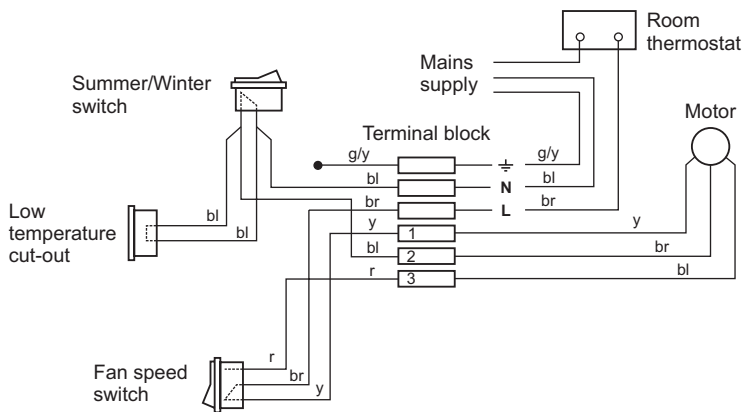 Room
thermostat
Mains
supply
Summer/Winter
switch
Motor
Terminal block
g/y
g/y
bl
N
bl
br
L
br
Low
temperature
cut-out
bl
bl
y
1
y
bl
2
br
r
3
bl
Fan speed
switch
r
br
y